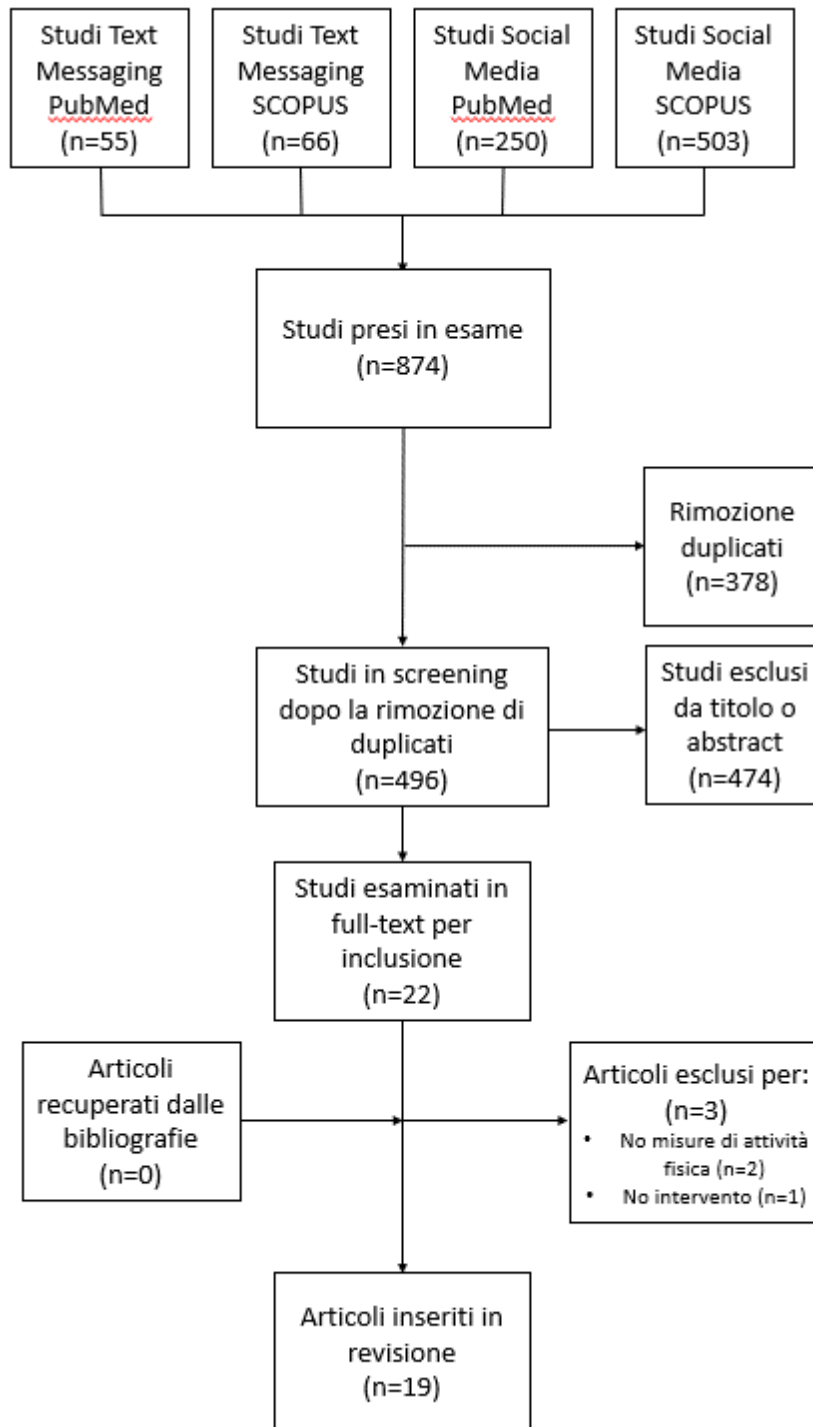 Studi Text
Messaging
PubMed
(n=55)
Studi Text
Messaging
SCOPUS
(n=66)
Studi Social
Media
PubMed
(n=250)
Studi Social
Media
SCOPUS
(n=503)
Studi presi in esame
(n=874)
Rimozione
duplicati
(n=378)
Studi in screening
dopo la rimozione di
duplicati
(n=496)
Studi esclusi
da titolo o
abstract
(n=474)
Studi esaminati in
full-text per
inclusione
(n=22)
Articoli
recuperati dalle
bibliografie
(n=0)
Articoli esclusi per:
(n=3)
• No misure di attività
fisica (n=2)
• No intervento (n=1)
Articoli inseriti in
revisione
(n=19)